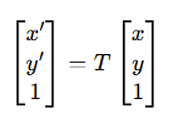 [x′]     [x]
[y′] = T [y]
[1 ]     [1]